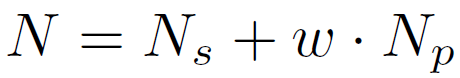 N = N_s + w · N_p